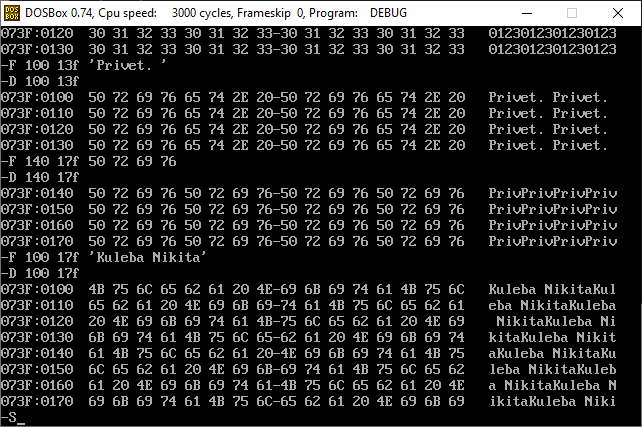 DOS BOX DOSBox 0.74, Cpu speed: 3000 cycles, Frameskip 0, Program: DEBUG
073F:0120 30 31 32 33 30 31 32 33-30 31 32 33 30 31 32 33 0123012301230123
073F:0130 30 31 32 33 30 31 32 33-30 31 32 33 30 31 32 33 0123012301230123
-F 100 13f 'Privet. '
-D 100 13f
073F:0100 50 72 69 76 65 74 2E 20-50 72 69 76 65 74 2E 20 Privet. Privet.
073F:0110 50 72 69 76 65 74 2E 20-50 72 69 76 65 74 2E 20 Privet. Privet.
073F:0120 50 72 69 76 65 74 2E 20-50 72 69 76 65 74 2E 20 Privet. Privet.
073F:0130 50 72 69 76 65 74 2E 20-50 72 69 76 65 74 2E 20 Privet. Privet.
-F 140 17f 50 72 69 76
-D 140 17f
073F:0140 50 72 69 76 50 72 69 76-50 72 69 76 50 72 69 76 PrivPrivPrivPriv
073F:0150 50 72 69 76 50 72 69 76-50 72 69 76 50 72 69 76 PrivPrivPrivPriv
073F:0160 50 72 69 76 50 72 69 76-50 72 69 76 50 72 69 76 PrivPrivPrivPriv
073F:0170 50 72 69 76 50 72 69 76-50 72 69 76 50 72 69 76 PrivPrivPrivPriv
-F 100 17f 'Kuleba Nikita'
-D 100 17f
073F:0100 4B 75 6C 65 62 61 20 4E-69 6B 69 74 61 4B 75 6C Kuleba NikitaKul
073F:0110 65 62 61 20 4E 69 6B 69-74 61 4B 75 6C 65 62 61 eba NikitaKuleba
073F:0120 20 4E 69 6B 69 74 61 4B-75 6C 65 62 61 20 4E 69 NikitaKuleba Ni
073F:0130 6B 69 74 61 4B 75 6C 65-62 61 20 4E 69 6B 69 74 kitaKuleba Nikit
073F:0140 61 4B 75 6C 65 62 61 20-4E 69 6B 69 74 61 4B 75 aKuleba NikitaKu
073F:0150 6C 65 62 61 20 4E 69 6B-69 74 61 4B 75 6C 65 62 leba NikitaKuleb
073F:0160 61 20 4E 69 6B 69 74 61-4B 75 6C 65 62 61 20 4E a NikitaKuleba N
073F:0170 69 6B 69 74 61 4B 75 6C-65 62 61 20 4E 69 6B 69 ikitaKuleba Niki
-S_